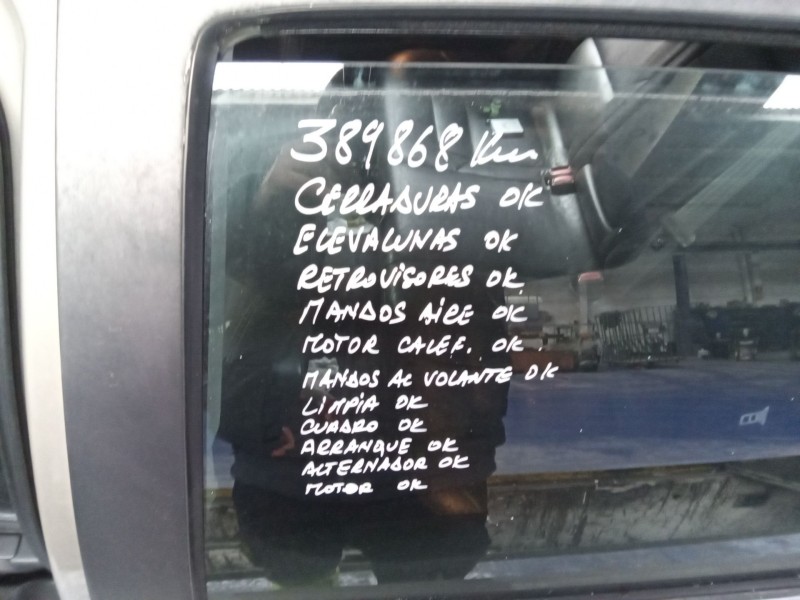 389868 Km
CERRADURAS OK
ELEVALUNAS OK
RETROVISORES OK
MANDOS AIRE OK
MOTOR CALEF. OK
MANDOS AL VOLANTE OK
LIMPIA OK
CUADRO OK
ARRANQUE OK
ALTERNADOR OK
MOTOR OK